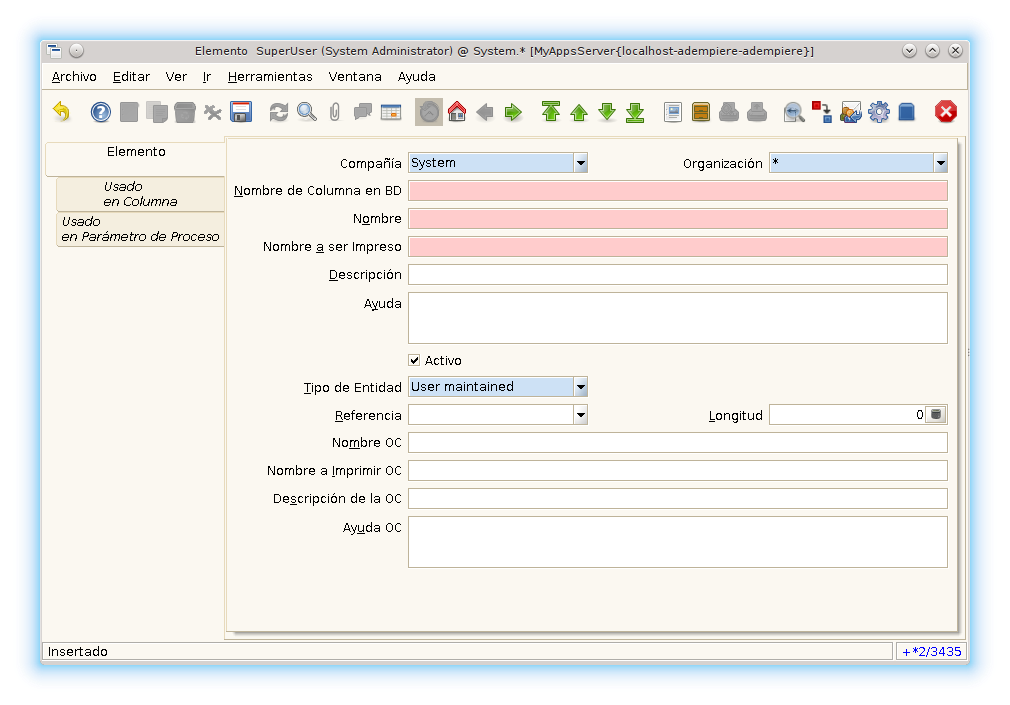 Elemento SuperUser (System Administrator) @ System.* [MyAppsServer{localhost-adempiere-adempiere}]
Archivo Editar Ver Ir Herramientas Ventana Ayuda
Elemento
Usado
en Columna
Usado
en Parámetro de Proceso
Compañía System Organización *
Nombre de Columna en BD
Nombre
Nombre a ser Impreso
Descripción
Ayuda
Activo
Tipo de Entidad User maintained
Referencia Longitud 0
Nombre OC
Nombre a Imprimir OC
Descripción de la OC
Ayuda OC
Insertado +*2/3435